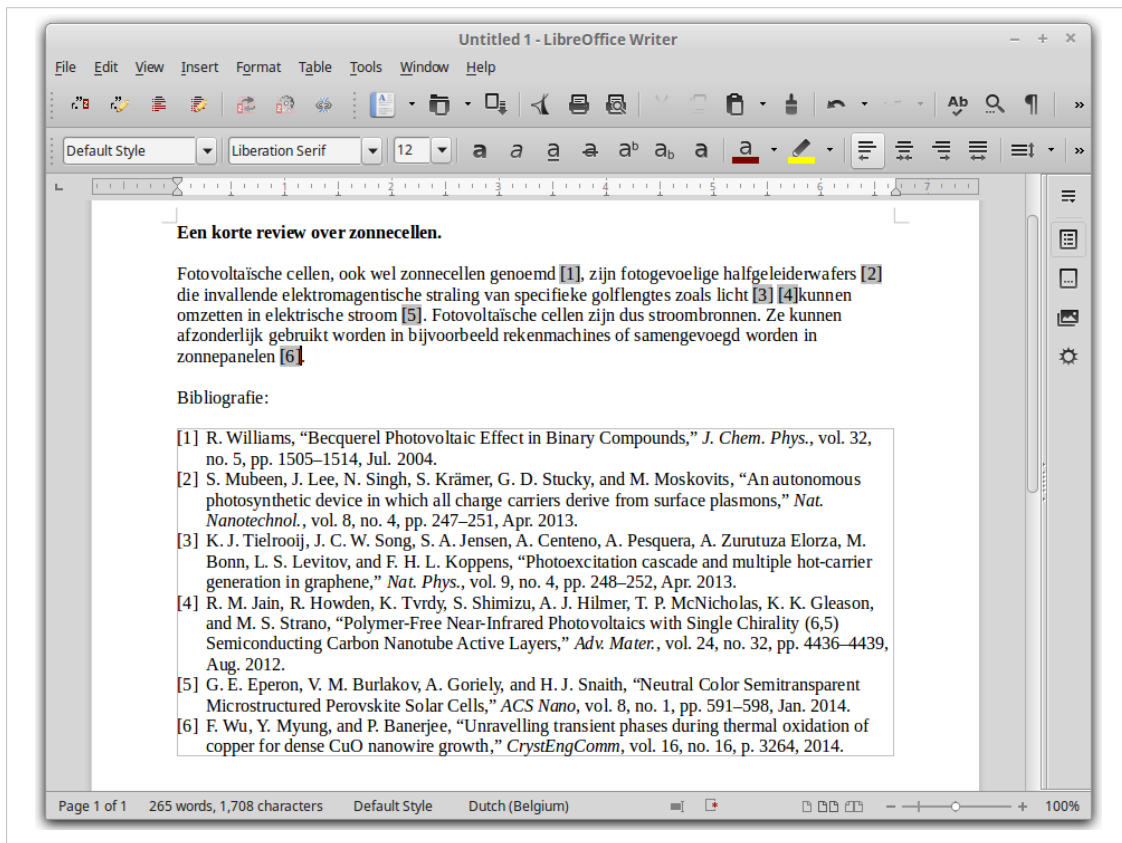 Untitled 1 - LibreOffice Writer
File Edit View Insert Format Table Tools Window Help
Default Style Liberation Serif 12 a a a a aᵇ a_b a a
1 1 2 3 4 5 6 7
Een korte review over zonnecellen.
Fotovoltaïsche cellen, ook wel zonnecellen genoemd [1], zijn fotogevoelige halfgeleiderwafers [2]
die invallende elektromagentische straling van specifieke golflengtes zoals licht [3] [4]kunnen
omzetten in elektrische stroom [5]. Fotovoltaïsche cellen zijn dus stroombronnen. Ze kunnen
afzonderlijk gebruikt worden in bijvoorbeeld rekenmachines of samengevoegd worden in
zonnepanelen [6].
Bibliografie:
[1] R. Williams, “Becquerel Photovoltaic Effect in Binary Compounds,” J. Chem. Phys., vol. 32,
no. 5, pp. 1505–1514, Jul. 2004.
[2] S. Mubeen, J. Lee, N. Singh, S. Krämer, G. D. Stucky, and M. Moskovits, “An autonomous
photosynthetic device in which all charge carriers derive from surface plasmons,” Nat.
Nanotechnol., vol. 8, no. 4, pp. 247–251, Apr. 2013.
[3] K. J. Tielrooij, J. C. W. Song, S. A. Jensen, A. Centeno, A. Pesquera, A. Zurutuza Elorza, M.
Bonn, L. S. Levitov, and F. H. L. Koppens, “Photoexcitation cascade and multiple hot-carrier
generation in graphene,” Nat. Phys., vol. 9, no. 4, pp. 248–252, Apr. 2013.
[4] R. M. Jain, R. Howden, K. Tvrdy, S. Shimizu, A. J. Hilmer, T. P. McNicholas, K. K. Gleason,
and M. S. Strano, “Polymer-Free Near-Infrared Photovoltaics with Single Chirality (6,5)
Semiconducting Carbon Nanotube Active Layers,” Adv. Mater., vol. 24, no. 32, pp. 4436–4439,
Aug. 2012.
[5] G. E. Eperon, V. M. Burlakov, A. Goriely, and H. J. Snaith, “Neutral Color Semitransparent
Microstructured Perovskite Solar Cells,” ACS Nano, vol. 8, no. 1, pp. 591–598, Jan. 2014.
[6] F. Wu, Y. Myung, and P. Banerjee, “Unravelling transient phases during thermal oxidation of
copper for dense CuO nanowire growth,” CrystEngComm, vol. 16, no. 16, p. 3264, 2014.
Page 1 of 1 265 words, 1,708 characters Default Style Dutch (Belgium) 100%